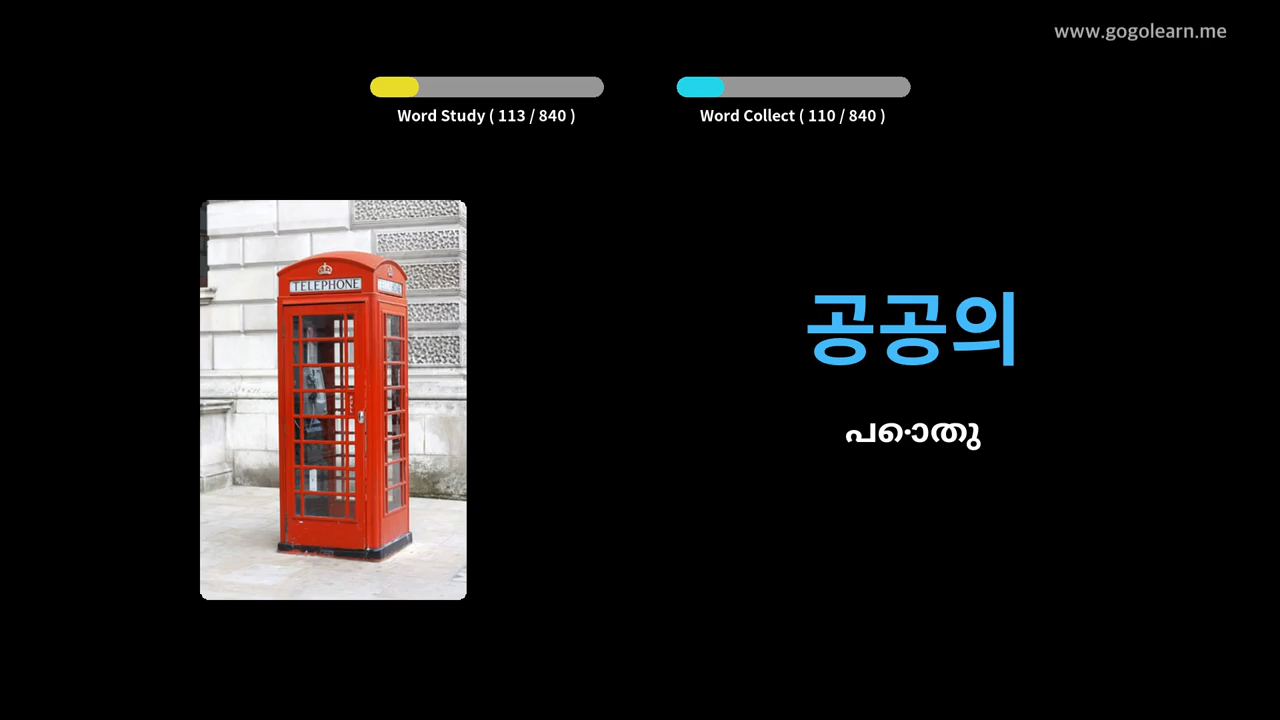 www.gogolearn.me
Word Study ( 113 / 840 )
Word Collect ( 110 / 840 )
TELEPHONE
공공의
പൊതു